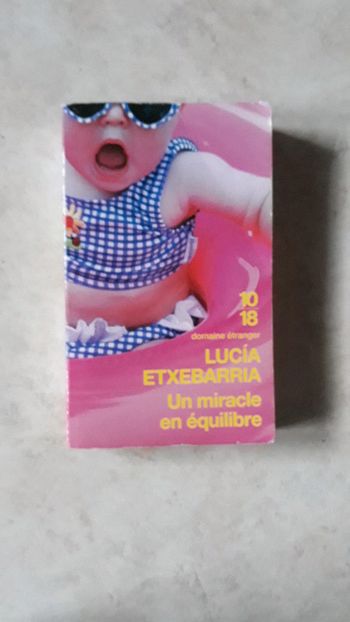 10
18
domaine étranger
LUCÍA
ETXEBARRIA
Un miracle
en équilibre